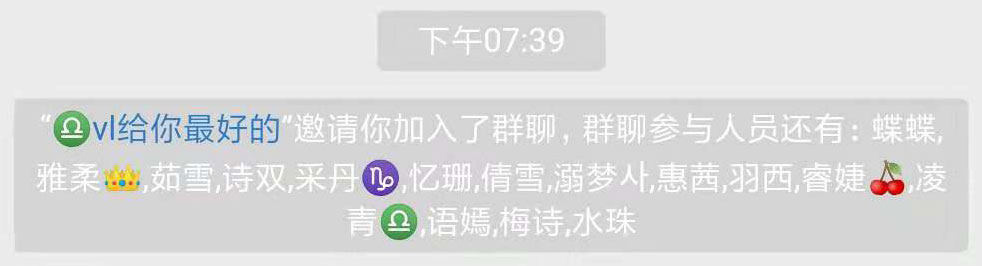 下午07:39
“♎vl给你最好的”邀请你加入了群聊，群聊参与人员还有：蝶蝶,
雅柔👑,茹雪,诗双,采丹♑,忆珊,倩雪,溺梦사,惠茜,羽西,睿婕🍒,凌
青♎,语嫣,梅诗,水珠